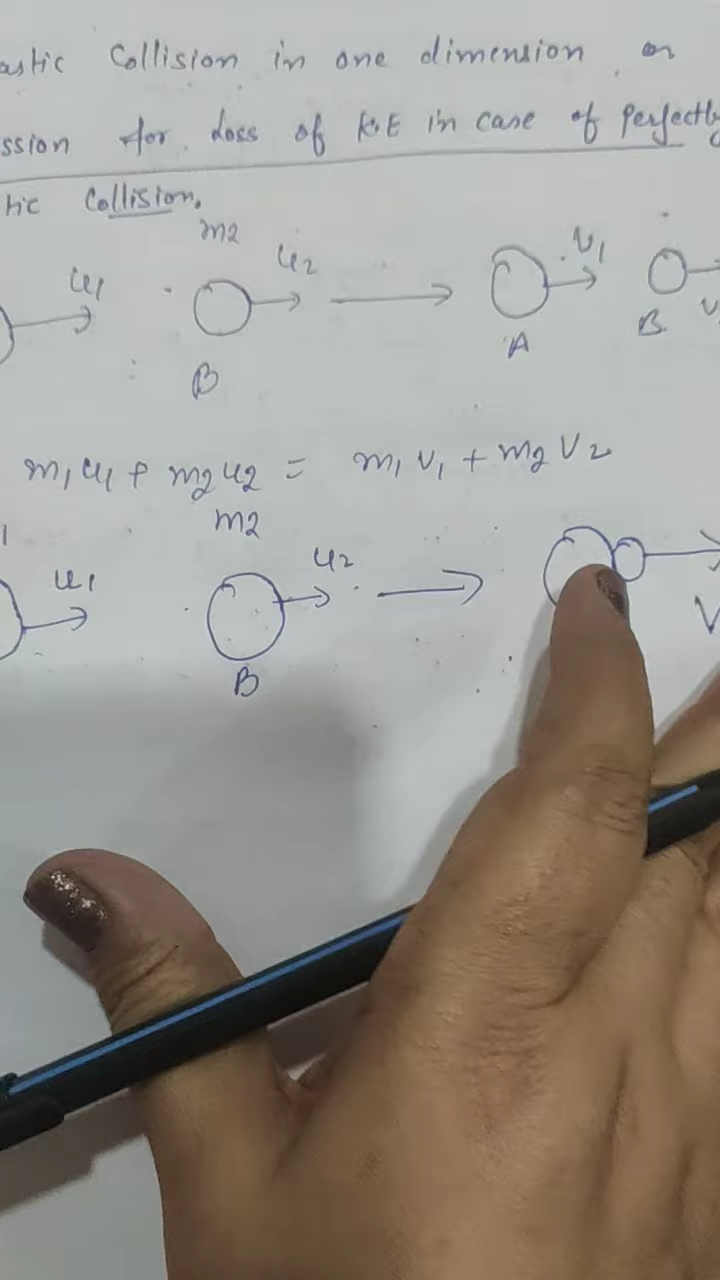 astic Collision in one dimension or
ssion for loss of K.E in case of Perfectly
tic Collision.
m2
u1 u2 v1
B A B v
m1u1 + m2u2 = m1v1 + m2v2
m2
u1 u2
B V